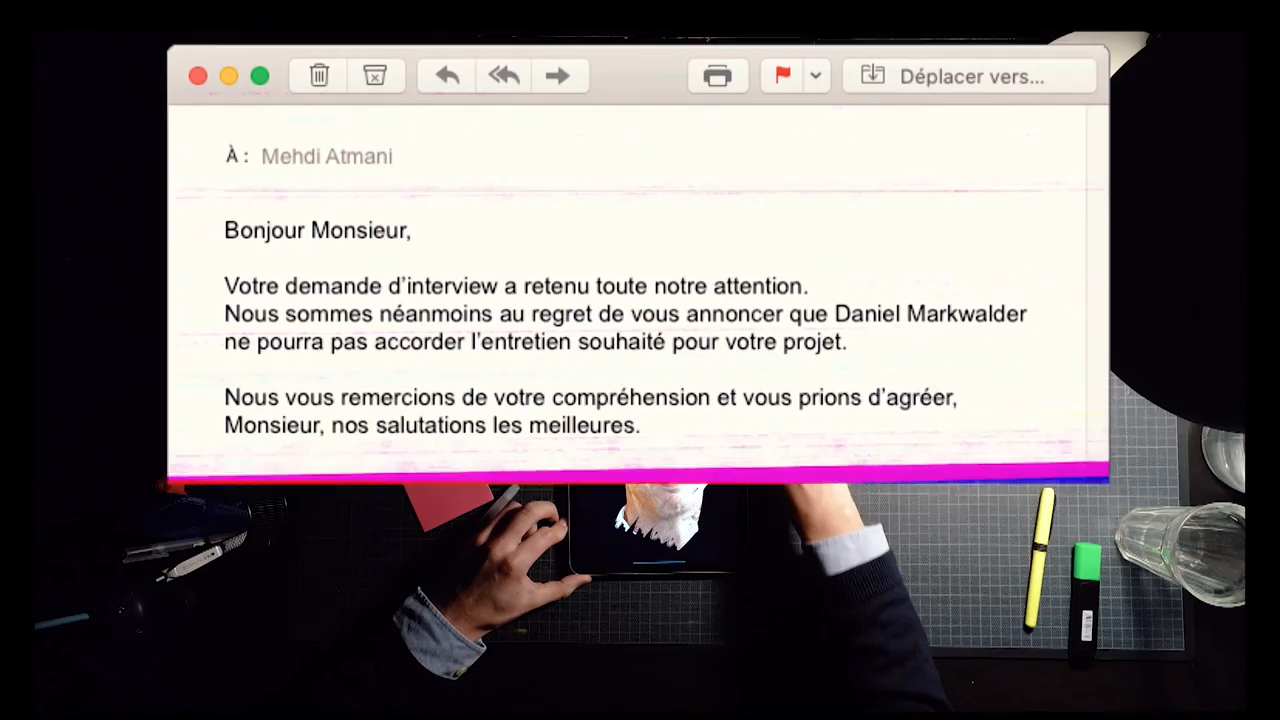 Déplacer vers...
À : Mehdi Atmani
Bonjour Monsieur,
Votre demande d'interview a retenu toute notre attention.
Nous sommes néanmoins au regret de vous annoncer que Daniel Markwalder
ne pourra pas accorder l'entretien souhaité pour votre projet.
Nous vous remercions de votre compréhension et vous prions d'agréer,
Monsieur, nos salutations les meilleures.